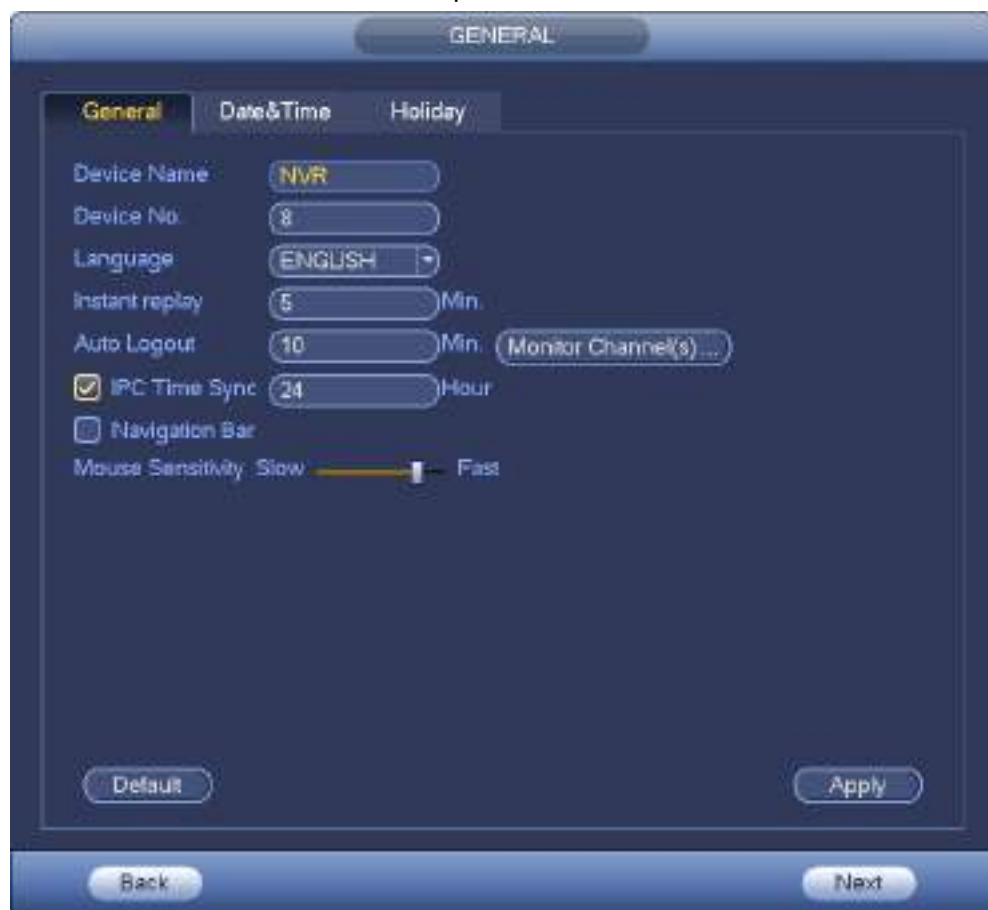 GENERAL
General Date&Time Holiday
Device Name NVR
Device No. 8
Language ENGLISH
Instant replay 5 Min.
Auto Logout 10 Min. Monitor Channel(s) ...
IPC Time Sync 24 Hour
Navigation Bar
Mouse Sensitivity Slow Fast
Default Apply
Back Next